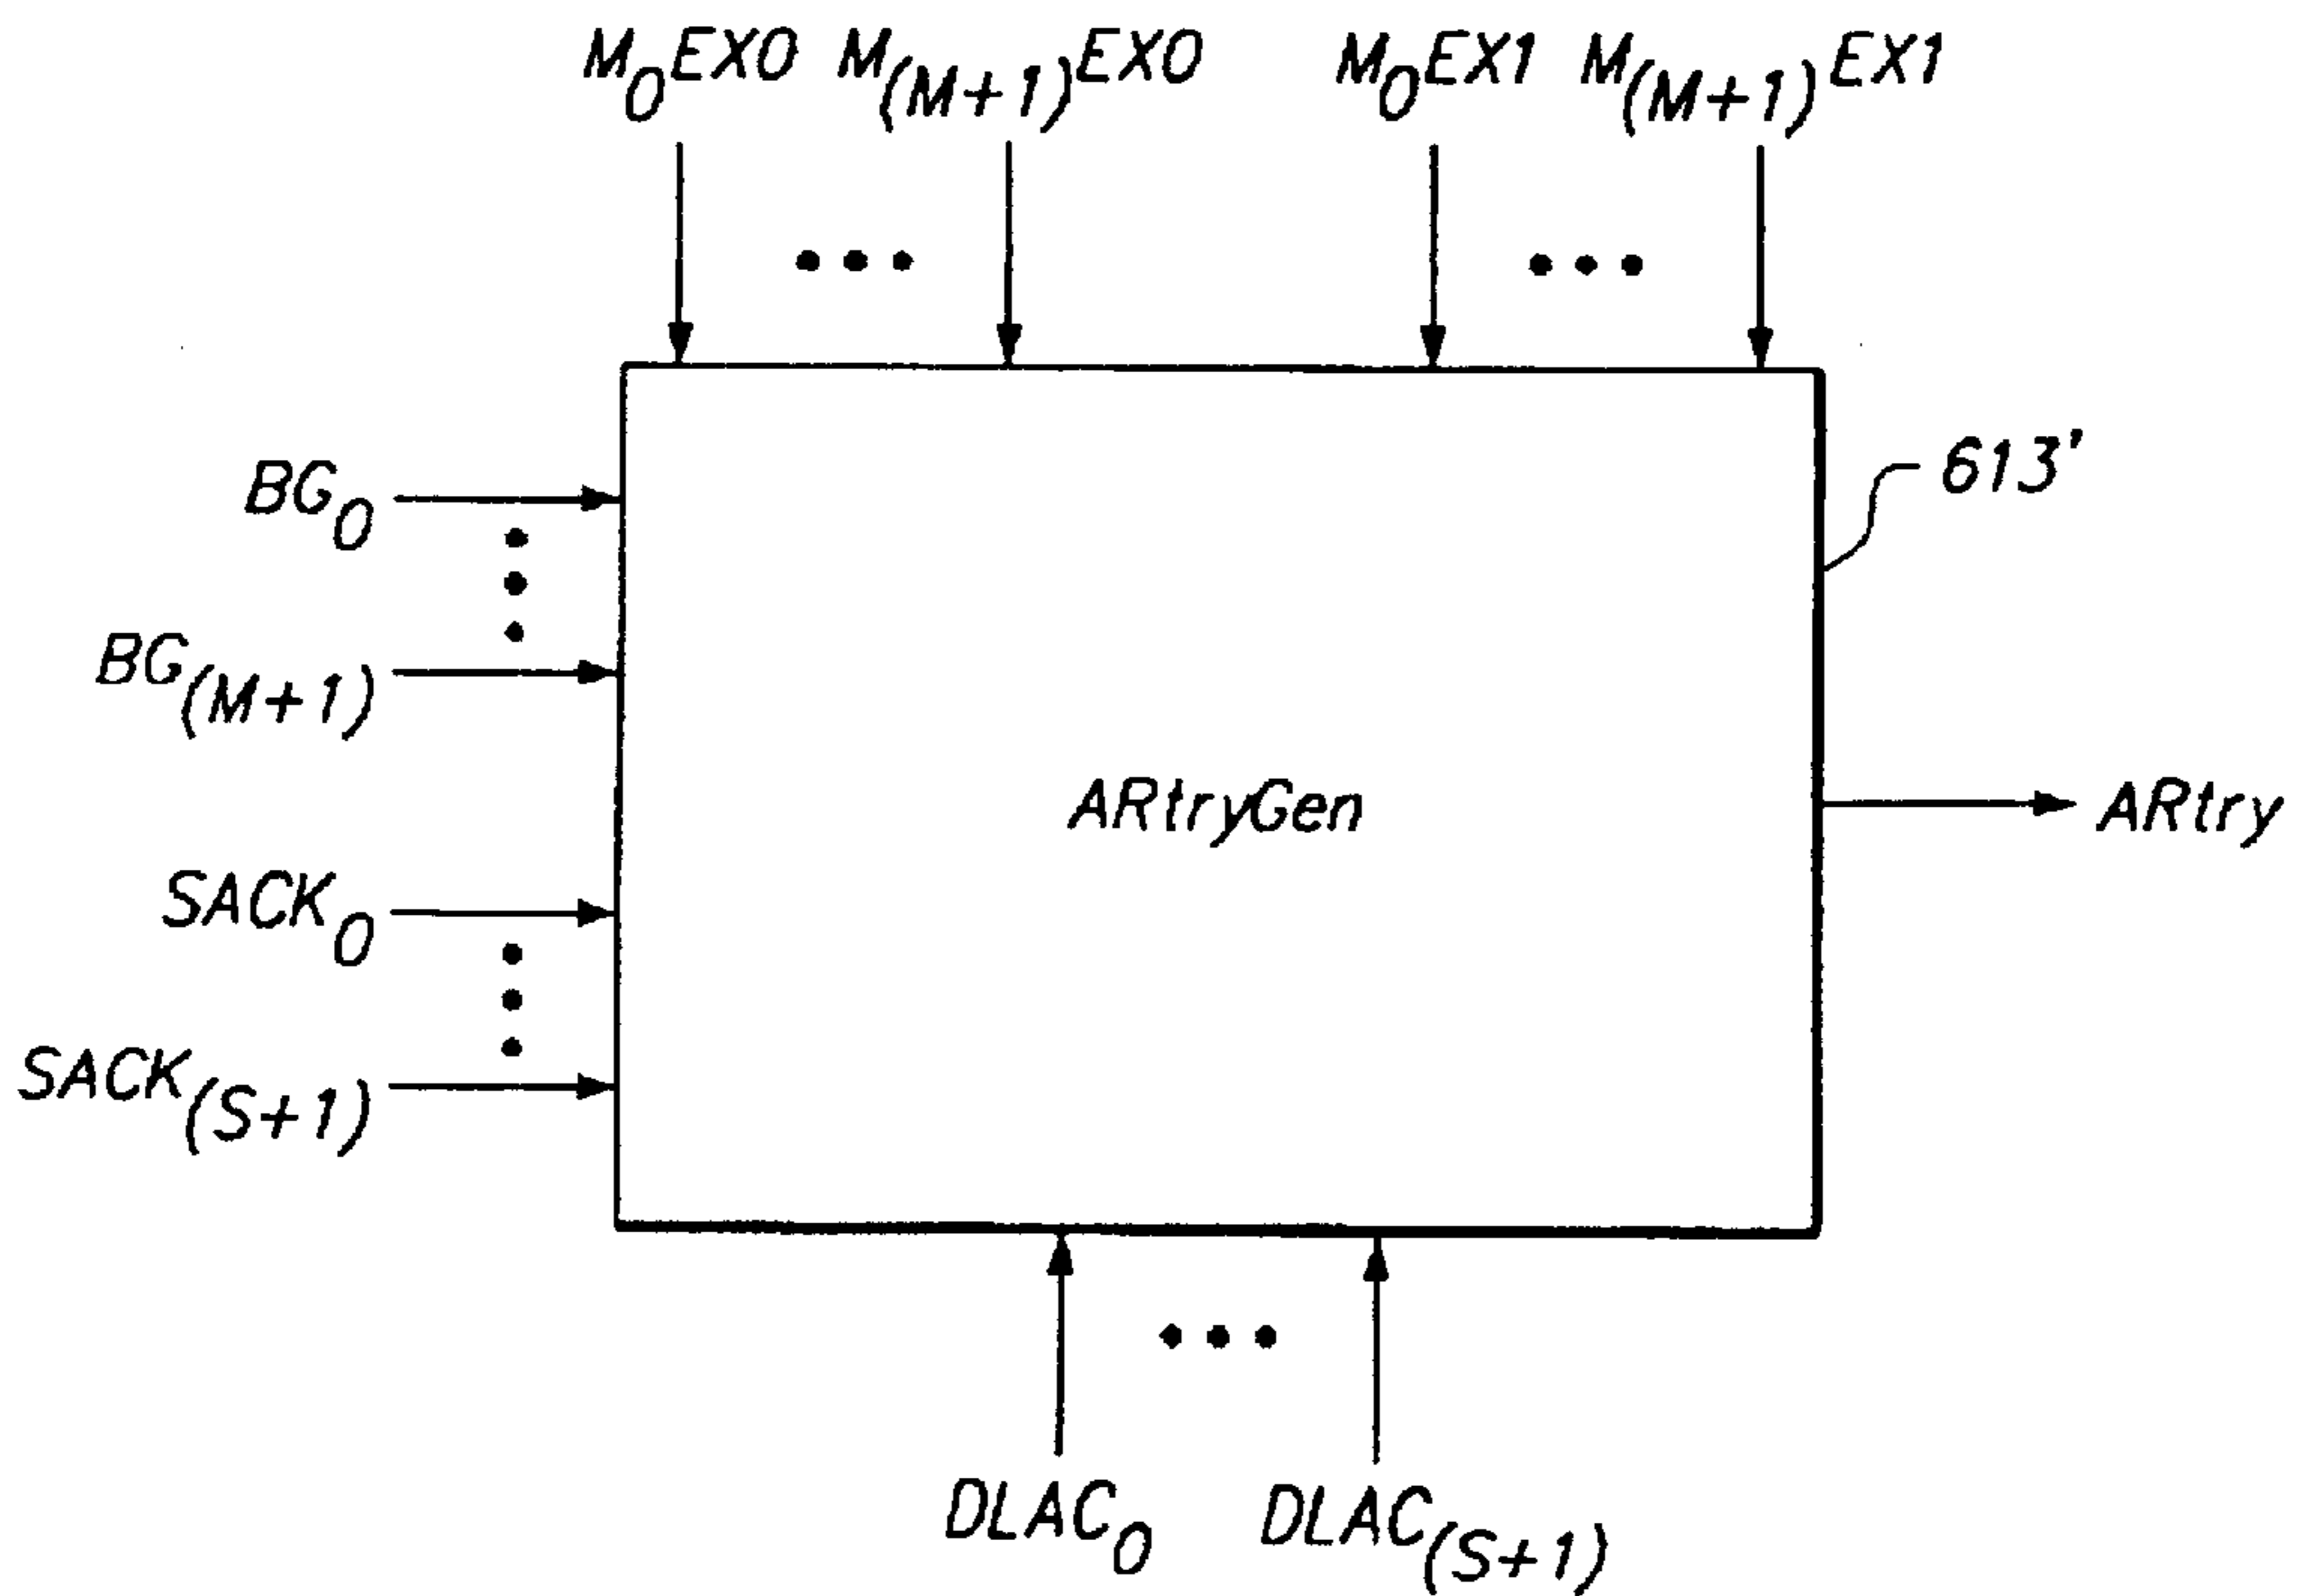 M0EX0 M(M+1)EX0 M0EX1 M(M+1)EX1
BG0
613'
BG(M+1)
ARtryGen
ARtry
SACK0
SACK(S+1)
DLAC0 DLAC(S+1)